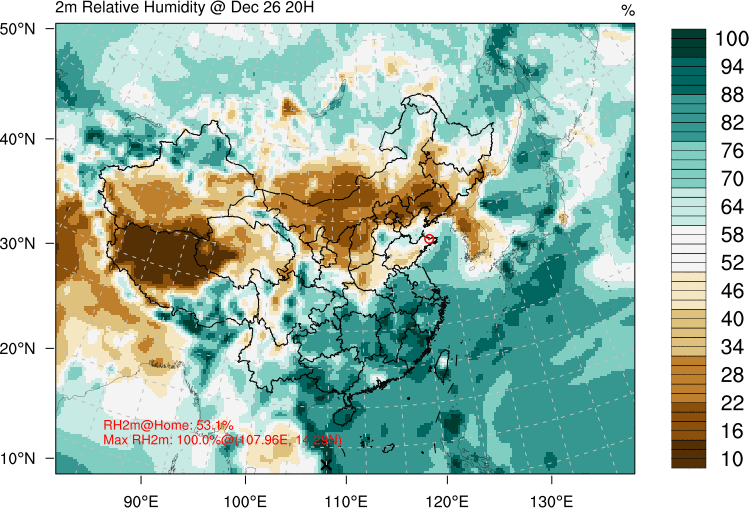 2m Relative Humidity @ Dec 26 20H
%
50°N
40°N
30°N
20°N
10°N
90°E
100°E
110°E
120°E
130°E
RH2m@Home: 53.1%
Max RH2m: 100.0%@(107.96E, 14.29N)
X
100
94
88
82
76
70
64
58
52
46
40
34
28
22
16
10